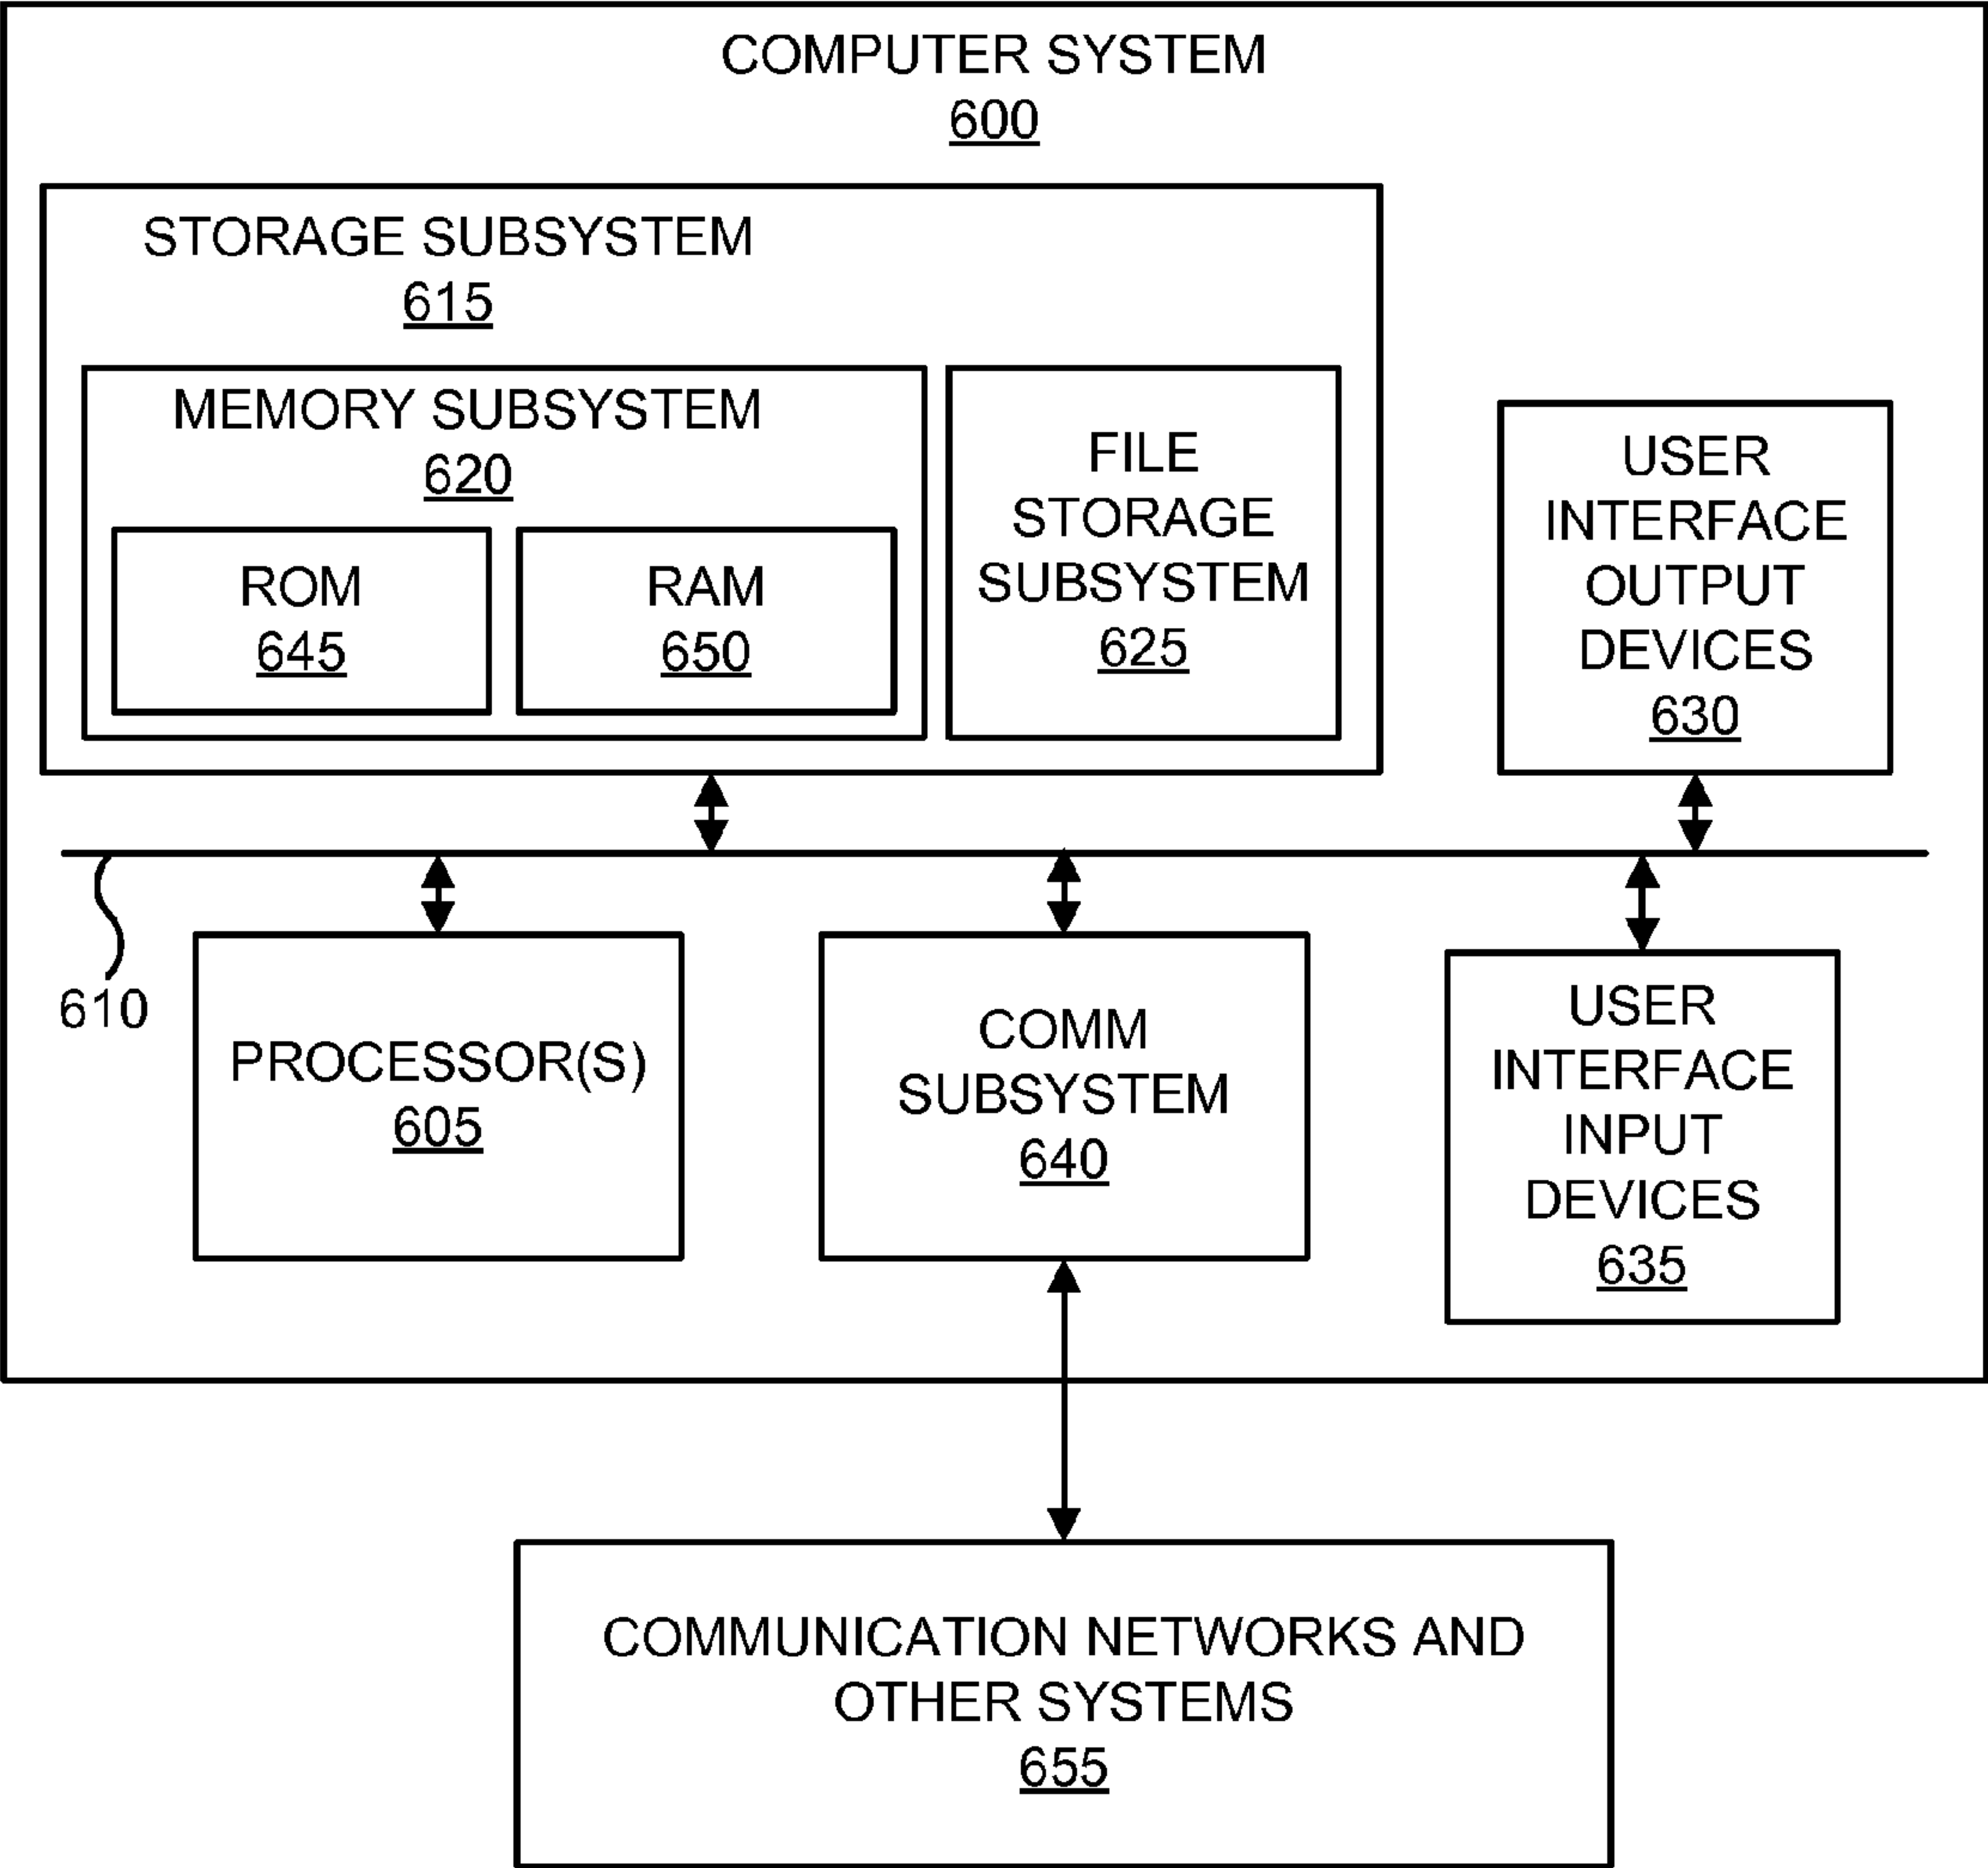 COMPUTER SYSTEM
600
STORAGE SUBSYSTEM
615
MEMORY SUBSYSTEM
620
ROM
645
RAM
650
FILE
STORAGE
SUBSYSTEM
625
USER
INTERFACE
OUTPUT
DEVICES
630
610
PROCESSOR(S)
605
COMM
SUBSYSTEM
640
USER
INTERFACE
INPUT
DEVICES
635
COMMUNICATION NETWORKS AND
OTHER SYSTEMS
655